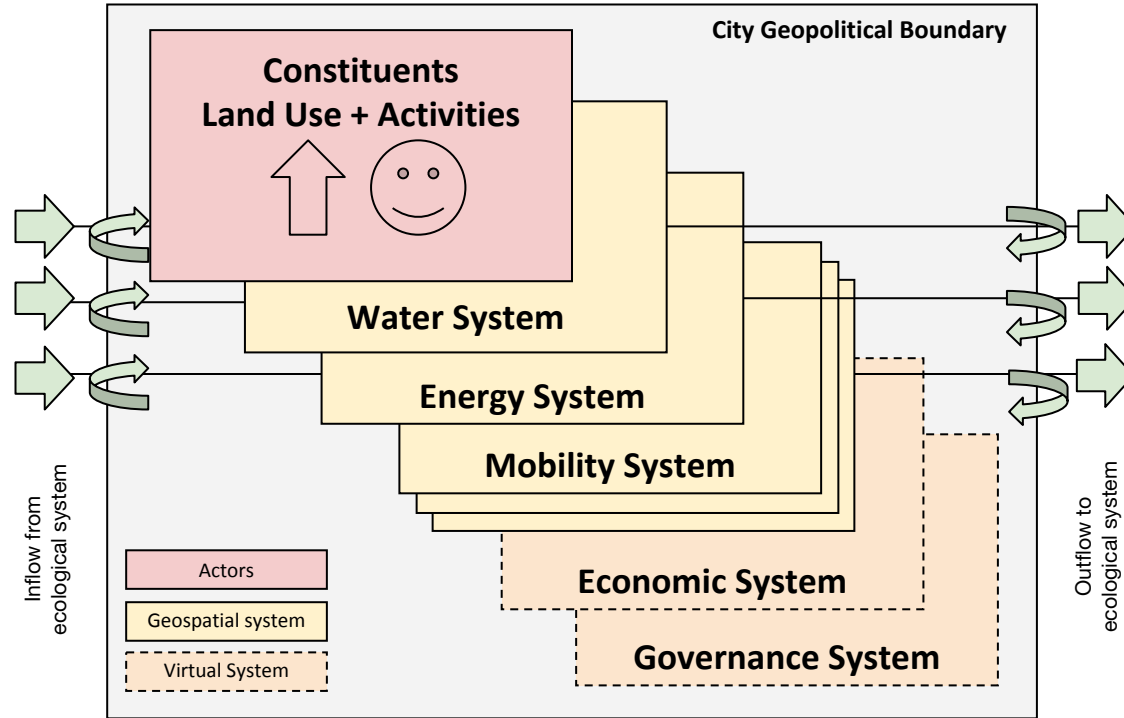 City Geopolitical Boundary
Constituents
Land Use + Activities
Water System
Energy System
Mobility System
Economic System
Governance System
Inflow from
ecological system
Outflow to
ecological system
Actors
Geospatial system
Virtual System